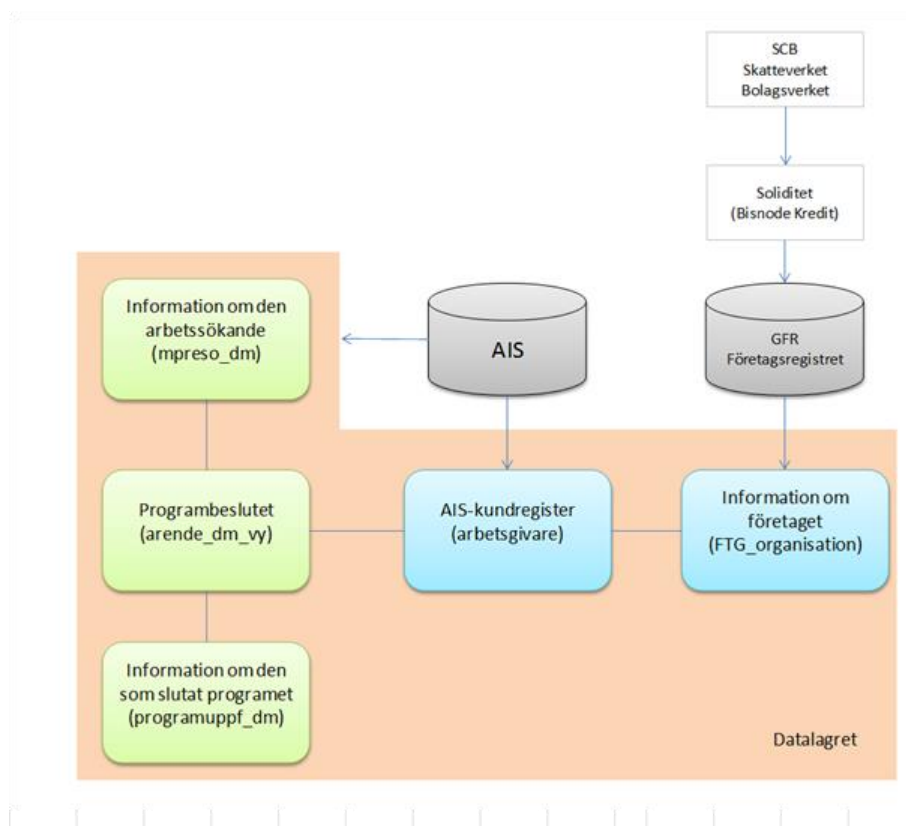 SCB
Skatteverket
Bolagsverket
Soliditet
(Bisnode Kredit)
Information om den
arbetssökande
(mpreso_dm)
AIS
GFR
Företagsregistret
Programbeslutet
(arende_dm_vy)
AIS-kundregister
(arbetsgivare)
Information om
företaget
(FTG_organisation)
Information om den
som slutat programet
(programuppf_dm)
Datalagret